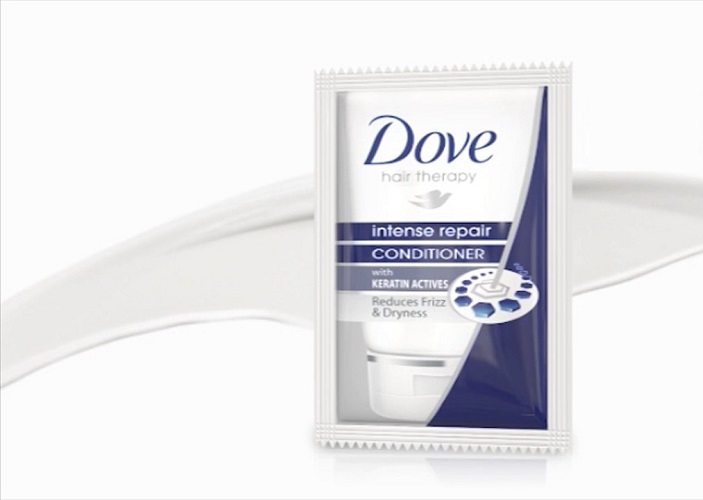 Dove
hair therapy
intense repair
CONDITIONER
with
KERATIN ACTIVES
Reduces Frizz
& Dryness